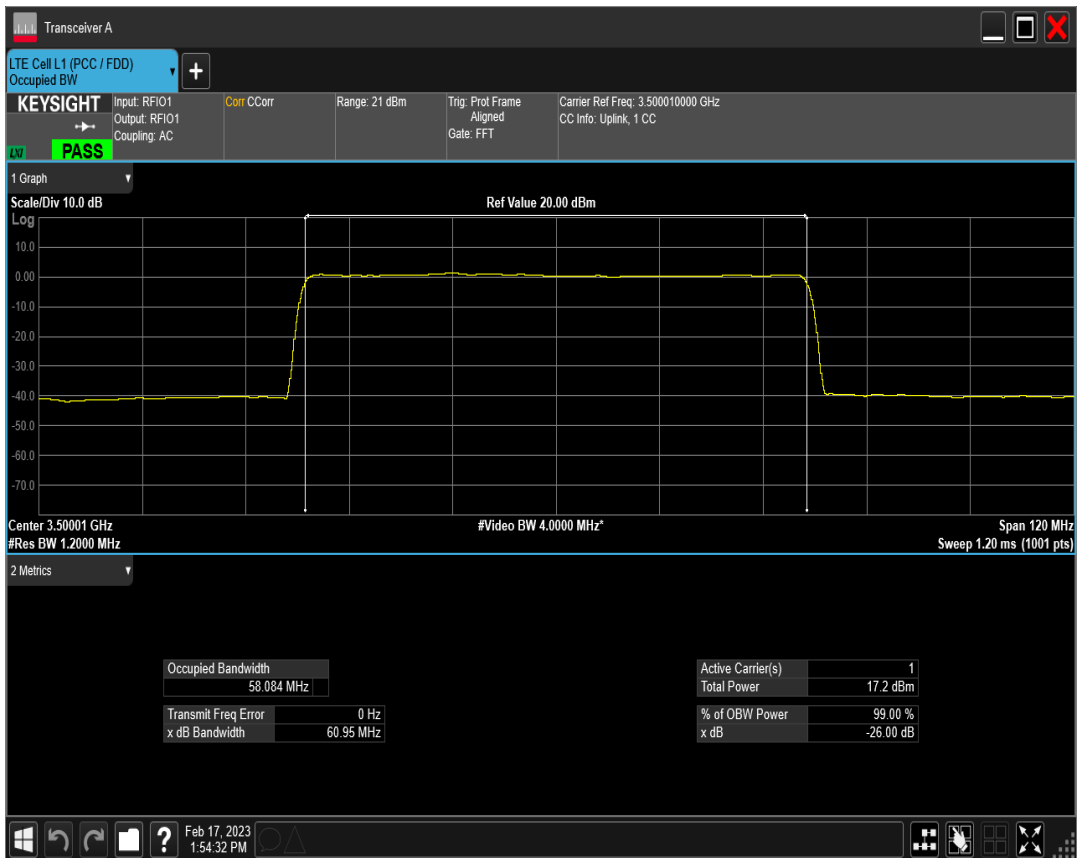 Transceiver A
LTE Cell L1 (PCC / FDD)
Occupied BW
+
KEYSIGHT
LXI
PASS
Input: RFIO1
Output: RFIO1
Coupling: AC
Corr CCorr
Range: 21 dBm
Trig: Prot Frame
Aligned
Gate: FFT
Carrier Ref Freq: 3.500010000 GHz
CC Info: Uplink, 1 CC
1 Graph
Scale/Div 10.0 dB
Ref Value 20.00 dBm
Log
10.0
0.00
-10.0
-20.0
-30.0
-40.0
-50.0
-60.0
-70.0
Center 3.50001 GHz
#Video BW 4.0000 MHz*
Span 120 MHz
#Res BW 1.2000 MHz
Sweep 1.20 ms (1001 pts)
2 Metrics
Occupied Bandwidth
58.084 MHz
Transmit Freq Error 0 Hz
x dB Bandwidth 60.95 MHz
Active Carrier(s) 1
Total Power 17.2 dBm
% of OBW Power 99.00 %
x dB -26.00 dB
?
Feb 17, 2023
1:54:32 PM